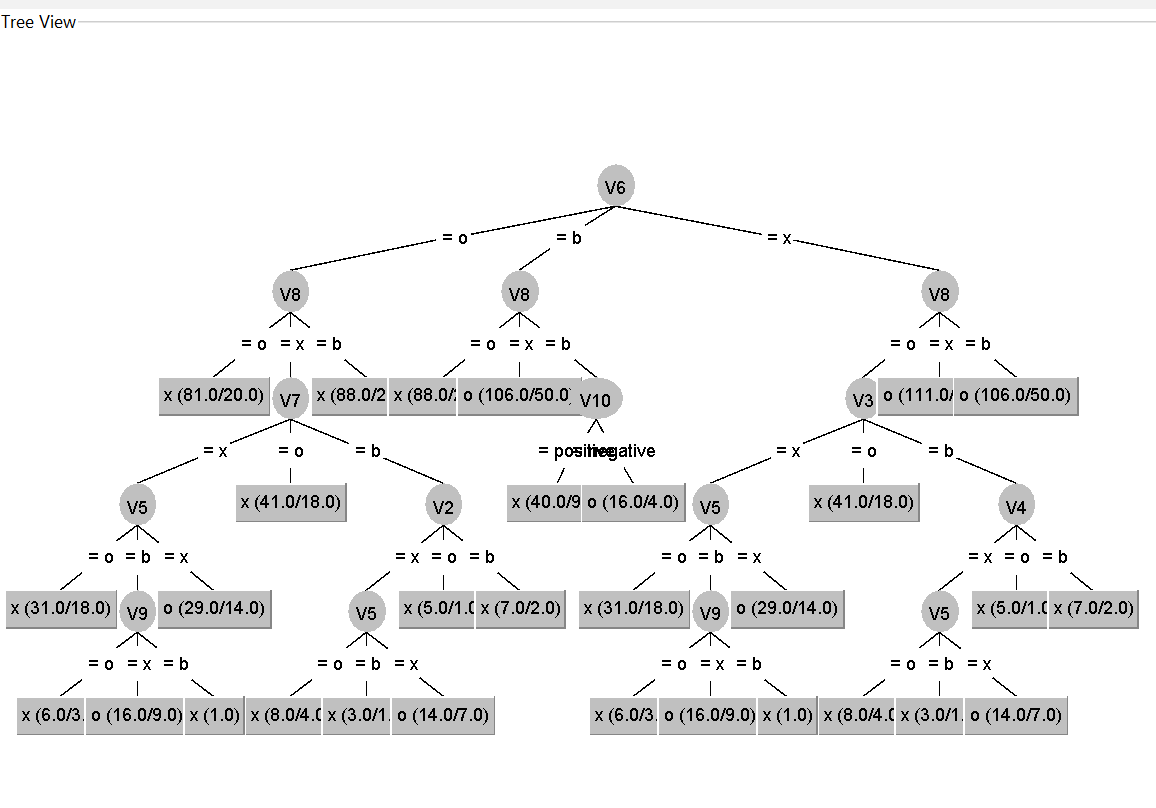 Tree View
V6
= o = b = x
V8 V8 V8
= o = x = b = o = x = b = o = x = b
x (81.0/20.0) V7 x (88.0/2 x (88.0/ o (106.0/50.0) V10 V3 o (111.0/ o (106.0/50.0)
= x = o = b = positive = negative = x = o = b
V5 x (41.0/18.0) V2 x (40.0/9 o (16.0/4.0) V5 x (41.0/18.0) V4
= o = b = x = x = o = b = o = b = x = x = o = b
x (31.0/18.0) V9 o (29.0/14.0) V5 x (5.0/1.0 x (7.0/2.0) x (31.0/18.0) V9 o (29.0/14.0) V5 x (5.0/1.0 x (7.0/2.0)
= o = x = b = o = b = x = o = x = b = o = b = x
x (6.0/3. o (16.0/9.0) x (1.0) x (8.0/4.0 x (3.0/1. o (14.0/7.0) x (6.0/3. o (16.0/9.0) x (1.0) x (8.0/4.0 x (3.0/1. o (14.0/7.0)